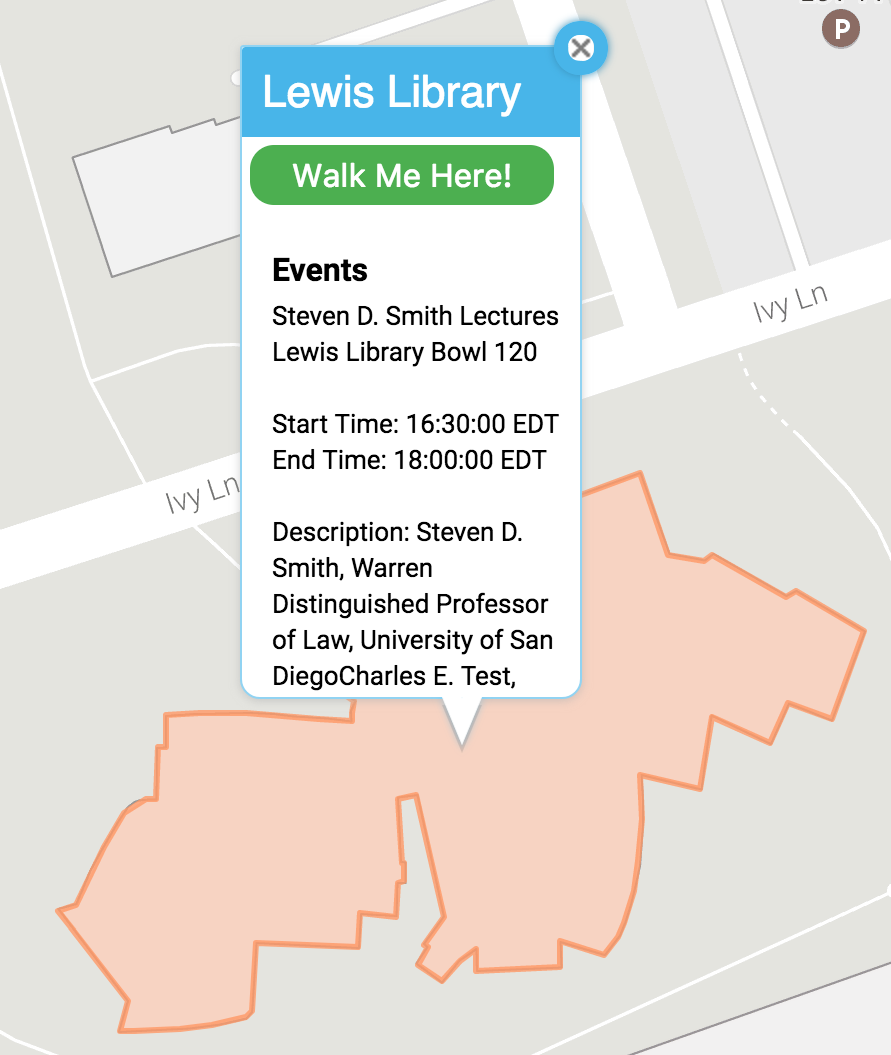 P
Lewis Library
Walk Me Here!
Events
Steven D. Smith Lectures
Lewis Library Bowl 120
Start Time: 16:30:00 EDT
End Time: 18:00:00 EDT
Description: Steven D.
Smith, Warren
Distinguished Professor
of Law, University of San
DiegoCharles E. Test,
Ivy Ln
Ivy Ln